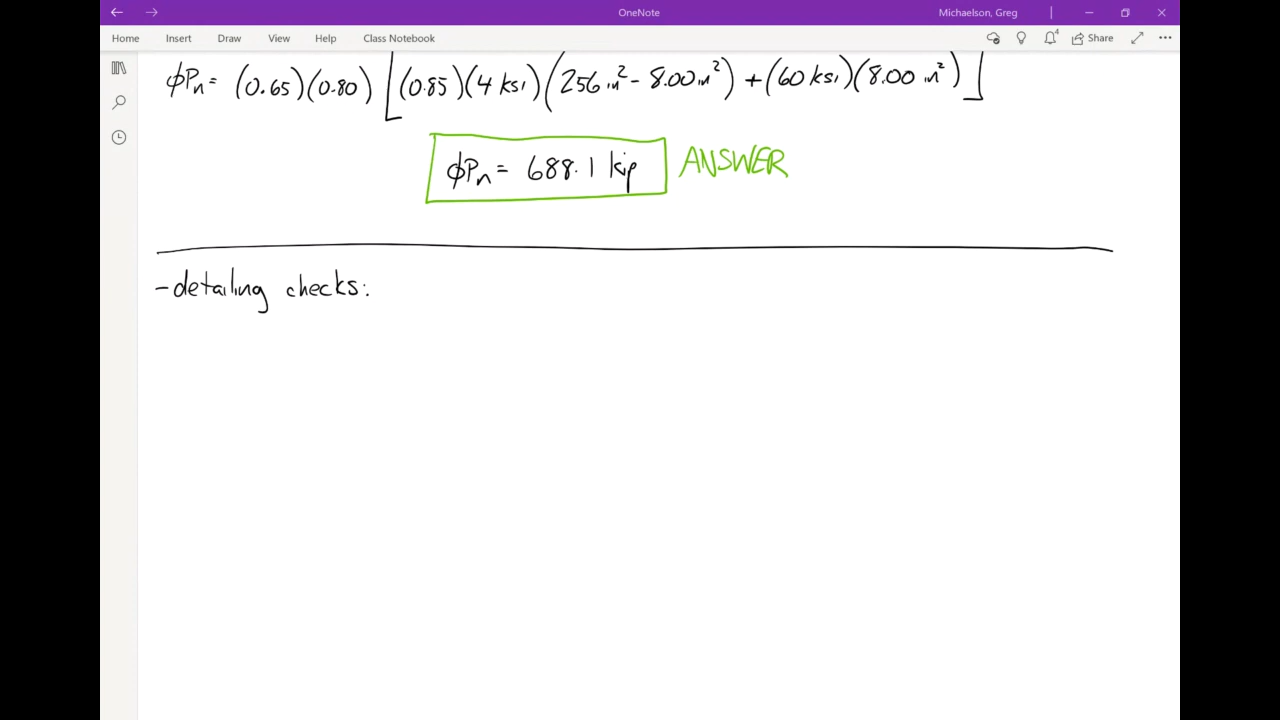 OneNote
Michaelson, Greg
Home Insert Draw View Help Class Notebook
4
Share
ϕPn = (0.65)(0.80) [(0.85)(4 ksi)(256 in² - 8.00 in²) + (60 ksi)(8.00 in²)]
ϕPn = 688.1 kip ANSWER
- detailing checks: